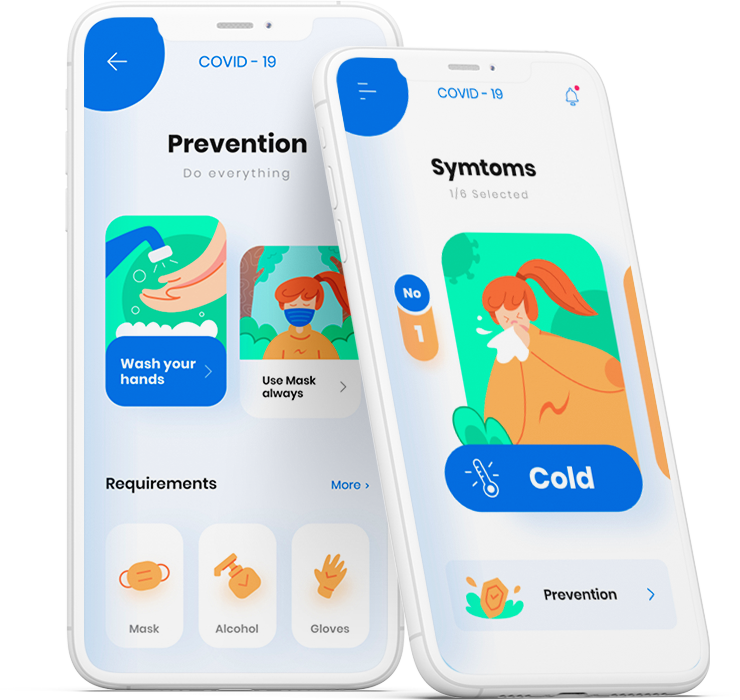 COVID - 19
Prevention
Do everything
Wash your
hands
Use Mask
always
Requirements
More ›
Mask
Alcohol
Gloves
COVID - 19
Symtoms
1/6 Selected
No
1
Cold
Prevention